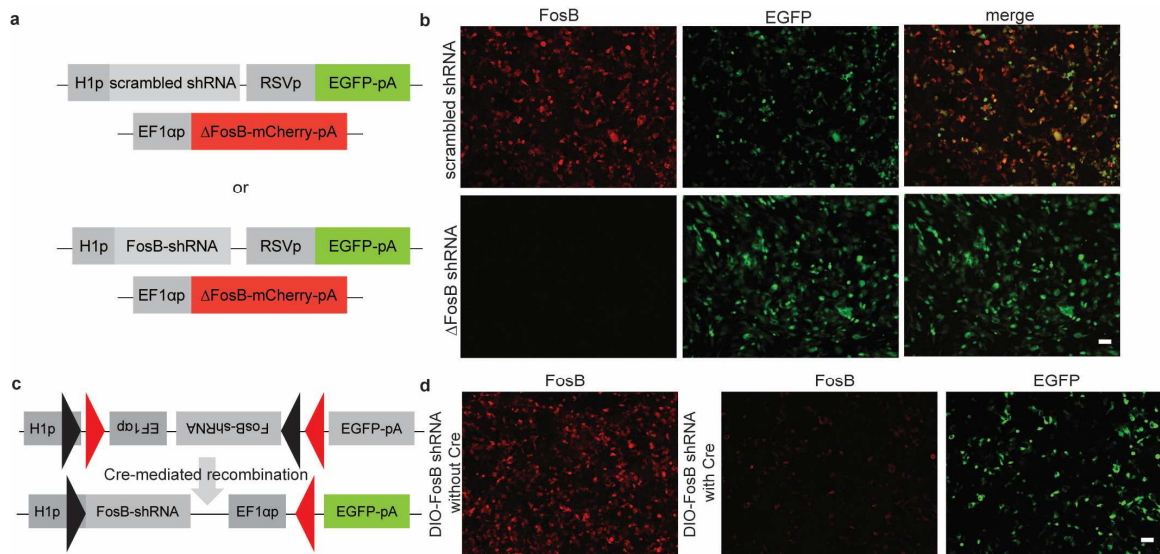 a
H1p scrambled shRNA RSVp EGFP-pA
EF1αp ΔFosB-mCherry-pA
or
H1p FosB-shRNA RSVp EGFP-pA
EF1αp ΔFosB-mCherry-pA
b
FosB EGFP merge
scrambled shRNA
ΔFosB shRNA
c
H1p EF1αp FosB-shRNA EGFP-pA
Cre-mediated recombination
H1p FosB-shRNA EF1αp EGFP-pA
d
FosB FosB EGFP
DIO-FosB shRNA
without Cre
DIO-FosB shRNA
with Cre